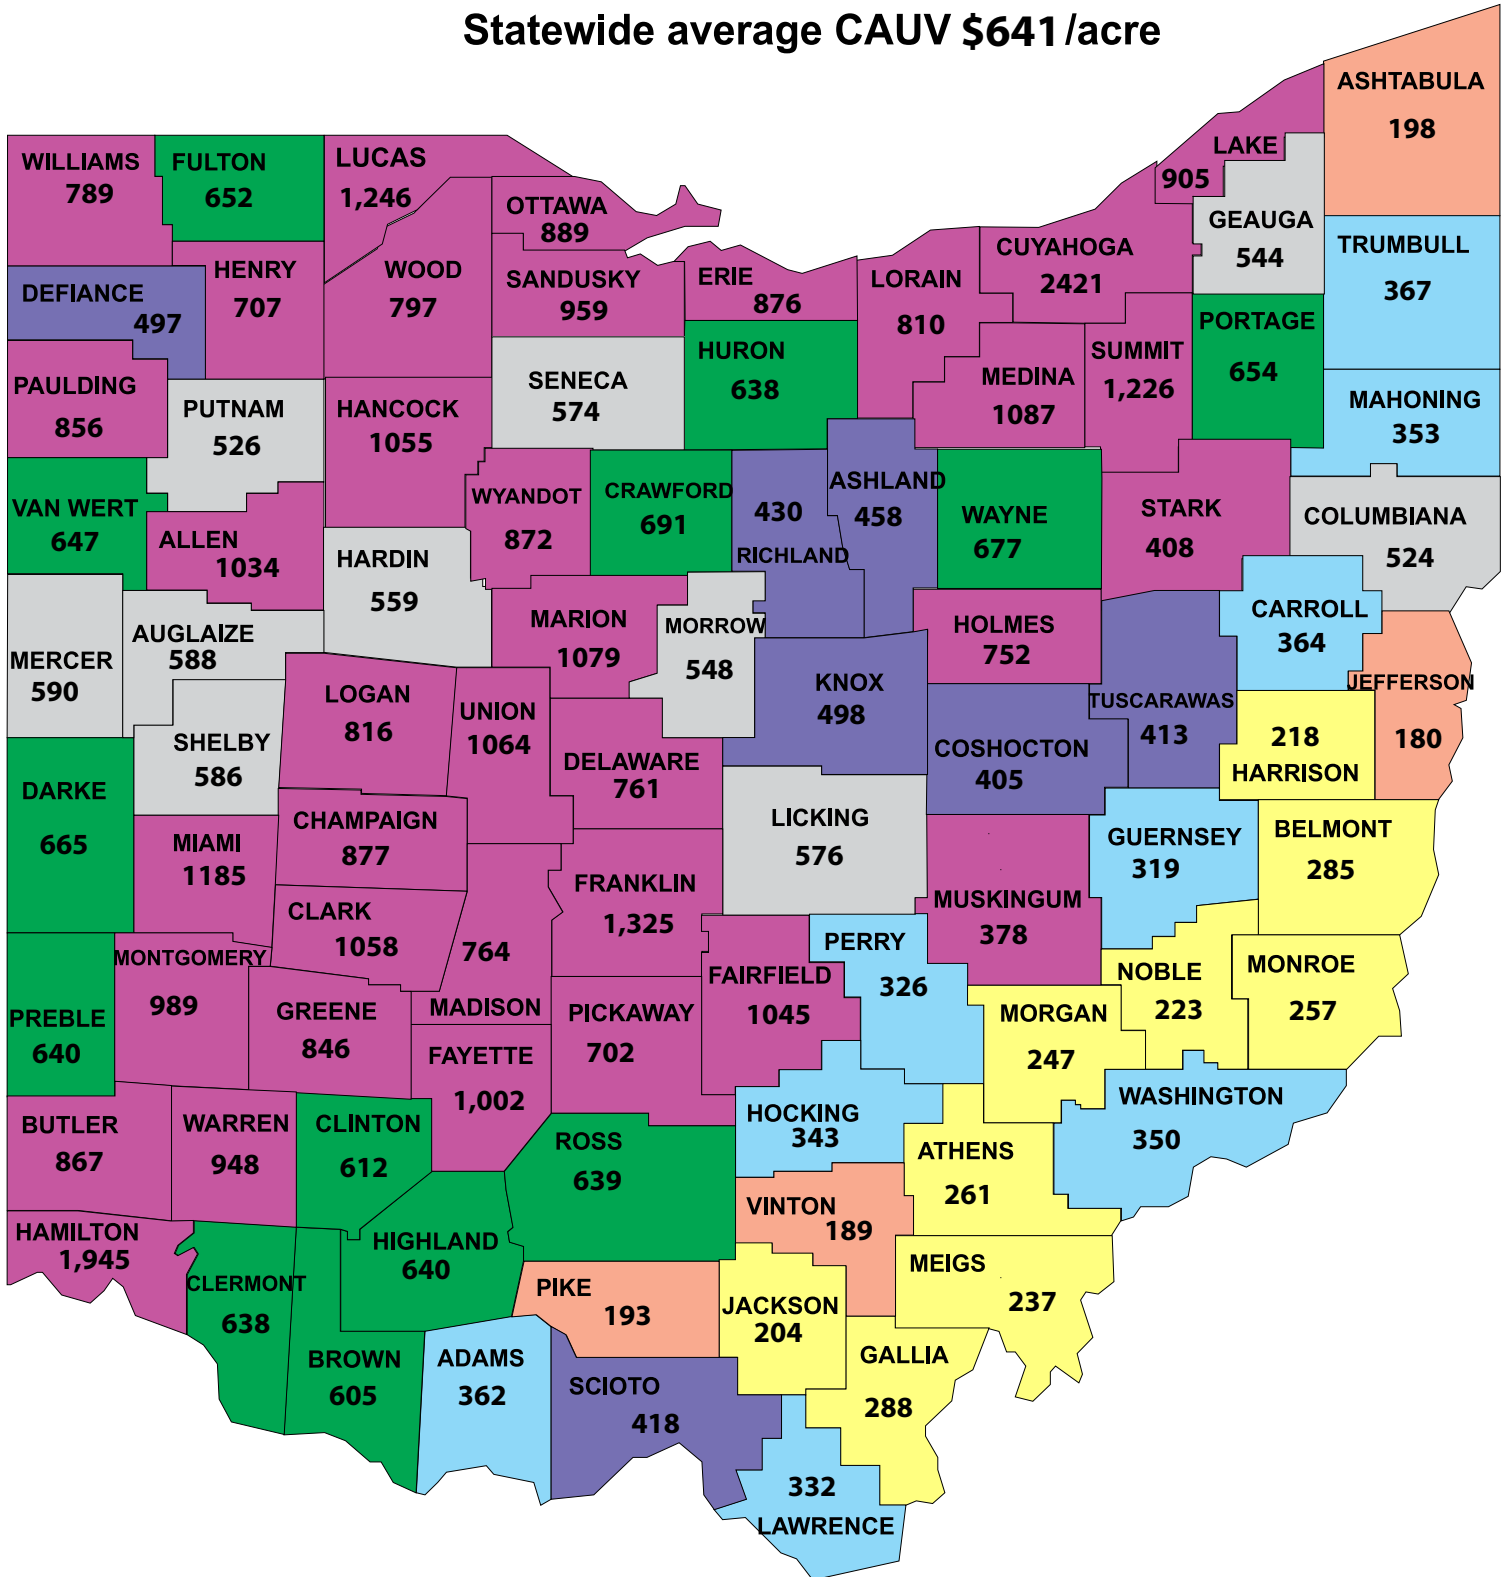 Statewide average CAUV $641/acre
ASHTABULA
198
LAKE
905
WILLIAMS
789
FULTON
652
LUCAS
1,246
OTTAWA
889
GEAUGA
544
TRUMBULL
367
CUYAHOGA
2421
HENRY
707
WOOD
797
SANDUSKY
959
ERIE
876
LORAIN
810
DEFIANCE
497
PORTAGE
654
HURON
638
SUMMIT
1,226
MEDINA
1087
PAULDING
856
SENECA
574
MAHONING
353
PUTNAM
526
HANCOCK
1055
VAN WERT
647
WYANDOT
872
CRAWFORD
691
430
RICHLAND
ASHLAND
458
WAYNE
677
STARK
408
COLUMBIANA
524
ALLEN
1034
HARDIN
559
CARROLL
364
MARION
1079
MORROW
548
HOLMES
752
AUGLAIZE
588
MERCER
590
JEFFERSON
180
LOGAN
816
UNION
1064
KNOX
498
TUSCARAWAS
413
218
HARRISON
SHELBY
586
DELAWARE
761
COSHOCTON
405
DARKE
665
CHAMPAIGN
877
LICKING
576
GUERNSEY
319
BELMONT
285
MIAMI
1185
FRANKLIN
1,325
MUSKINGUM
378
CLARK
1058
764
MADISON
PERRY
326
MONTGOMERY
989
FAIRFIELD
1045
NOBLE
223
MONROE
257
PREBLE
640
GREENE
846
PICKAWAY
702
MORGAN
247
FAYETTE
1,002
WASHINGTON
350
BUTLER
867
WARREN
948
CLINTON
612
ROSS
639
HOCKING
343
ATHENS
261
VINTON
189
HAMILTON
1,945
HIGHLAND
640
CLERMONT
638
PIKE
193
MEIGS
237
JACKSON
204
BROWN
605
ADAMS
362
SCIOTO
418
GALLIA
288
332
LAWRENCE